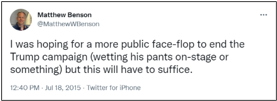 Matthew Benson
@MatthewWBenson
I was hoping for a more public face-flop to end the
Trump campaign (wetting his pants on-stage or
something) but this will have to suffice.
12:40 PM · Jul 18, 2015 · Twitter for iPhone